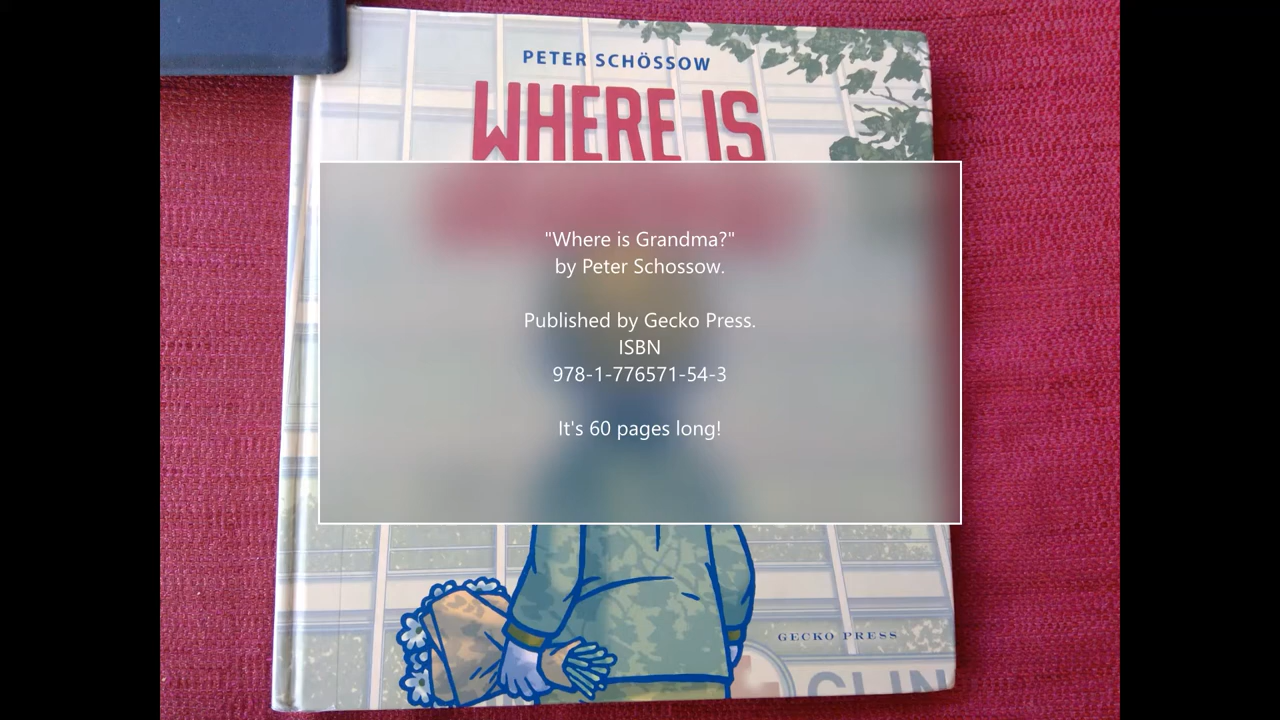 PETER SCHÖSSOW
WHERE IS
"Where is Grandma?"
by Peter Schossow.
Published by Gecko Press.
ISBN
978-1-776571-54-3
It's 60 pages long!
GECKO PRESS